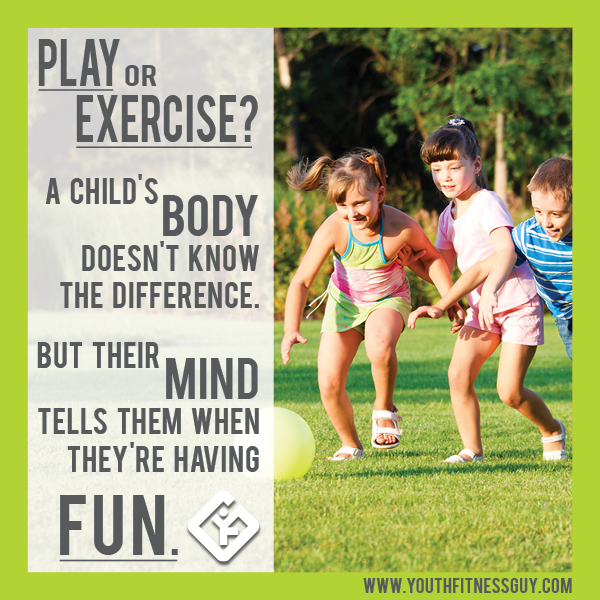 PLAY OR
EXERCISE?
A CHILD'S
BODY
DOESN'T KNOW
THE DIFFERENCE.
BUT THEIR
MIND
TELLS THEM WHEN
THEY'RE HAVING
FUN.
WWW.YOUTHFITNESSGUY.COM